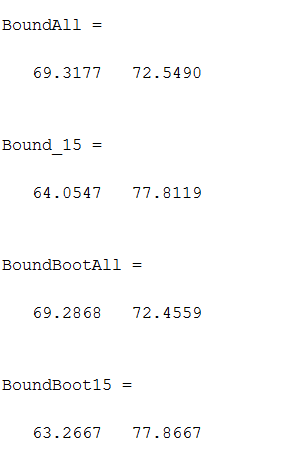 BoundAll =
69.3177 72.5490
Bound_15 =
64.0547 77.8119
BoundBootAll =
69.2868 72.4559
BoundBoot15 =
63.2667 77.8667